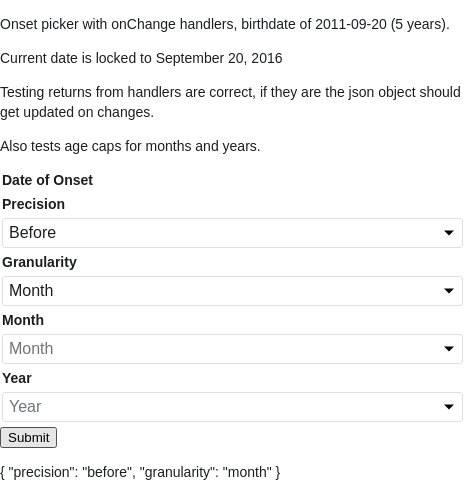 Onset picker with onChange handlers, birthdate of 2011-09-20 (5 years).
Current date is locked to September 20, 2016
Testing returns from handlers are correct, if they are the json object should
get updated on changes.
Also tests age caps for months and years.
Date of Onset
Precision
Before
Granularity
Month
Month
Month
Year
Year
Submit
{ "precision": "before", "granularity": "month" }